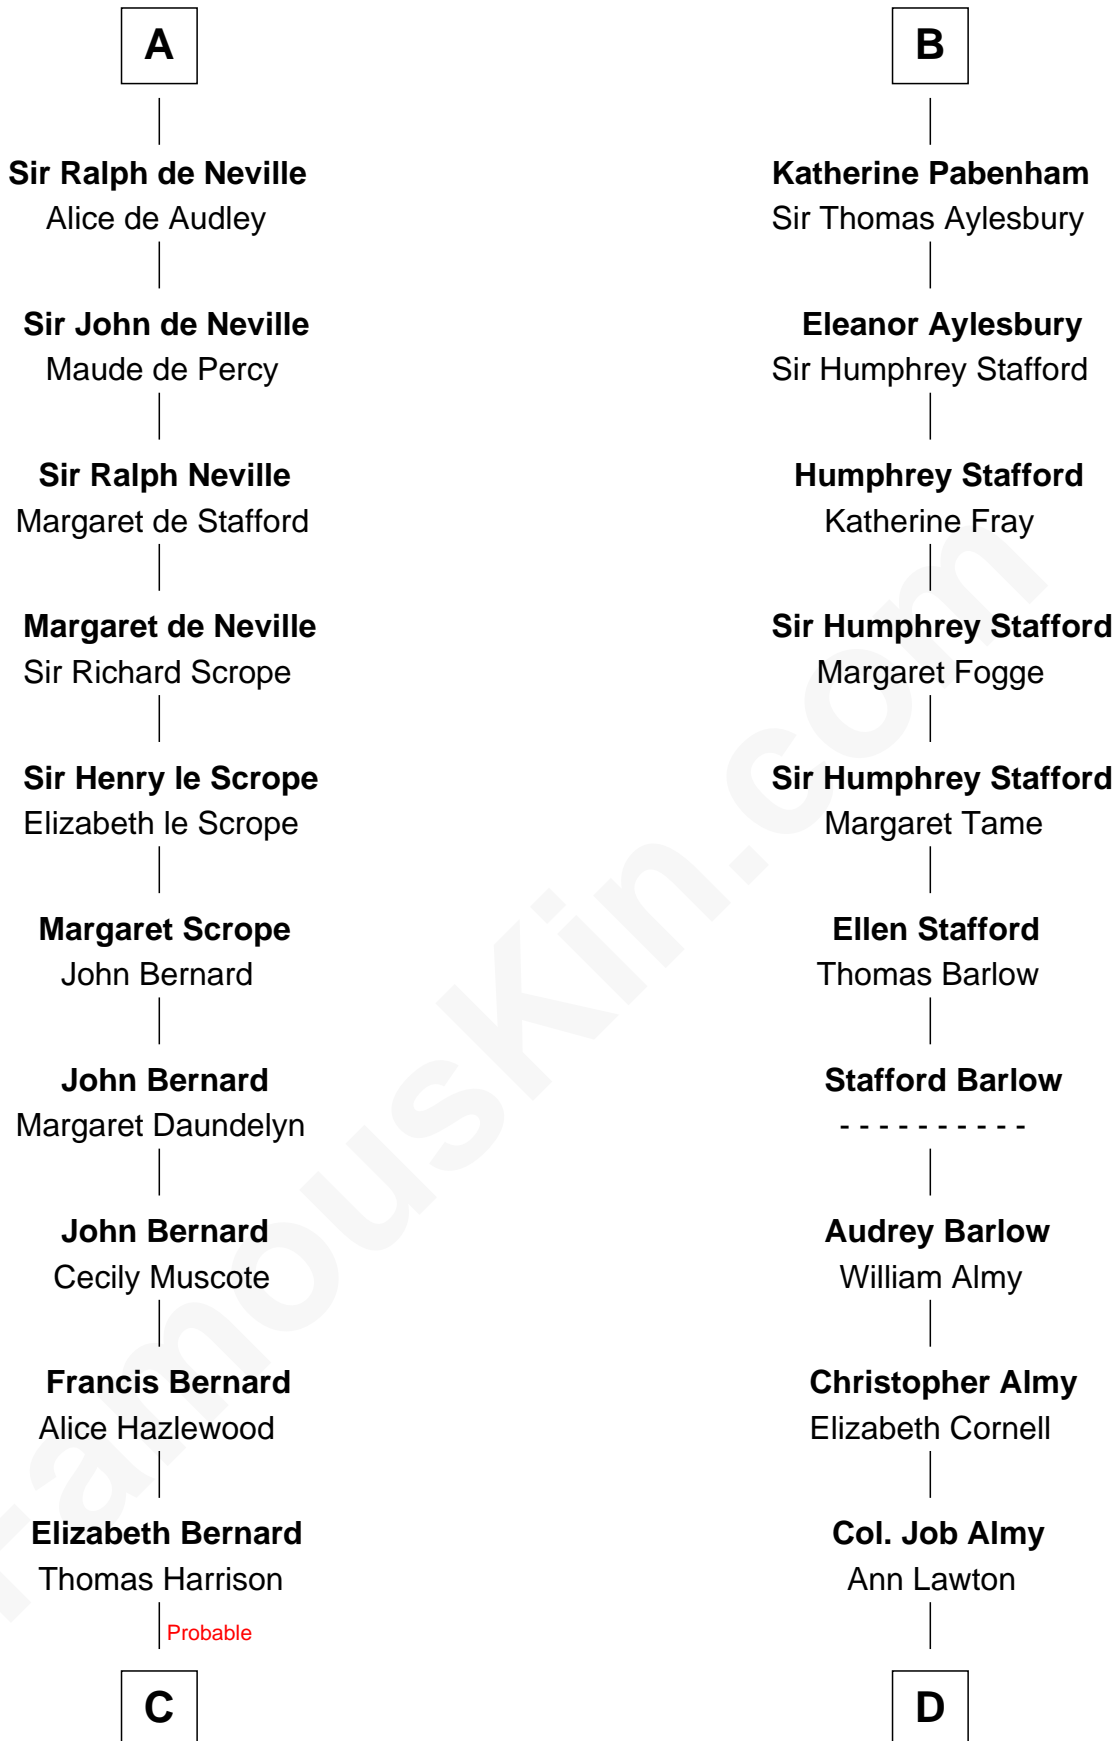 A
Sir Ralph de Neville
Alice de Audley
Sir John de Neville
Maude de Percy
Sir Ralph Neville
Margaret de Stafford
Margaret de Neville
Sir Richard Scrope
Sir Henry le Scrope
Elizabeth le Scrope
Margaret Scrope
John Bernard
John Bernard
Margaret Daundelyn
John Bernard
Cecily Muscote
Francis Bernard
Alice Hazlewood
Elizabeth Bernard
Thomas Harrison
Probable
C
B
Katherine Pabenham
Sir Thomas Aylesbury
Eleanor Aylesbury
Sir Humphrey Stafford
Humphrey Stafford
Katherine Fray
Sir Humphrey Stafford
Margaret Fogge
Sir Humphrey Stafford
Margaret Tame
Ellen Stafford
Thomas Barlow
Stafford Barlow
- - - - - - - - - -
Audrey Barlow
William Almy
Christopher Almy
Elizabeth Cornell
Col. Job Almy
Ann Lawton
D
FamousKin.com